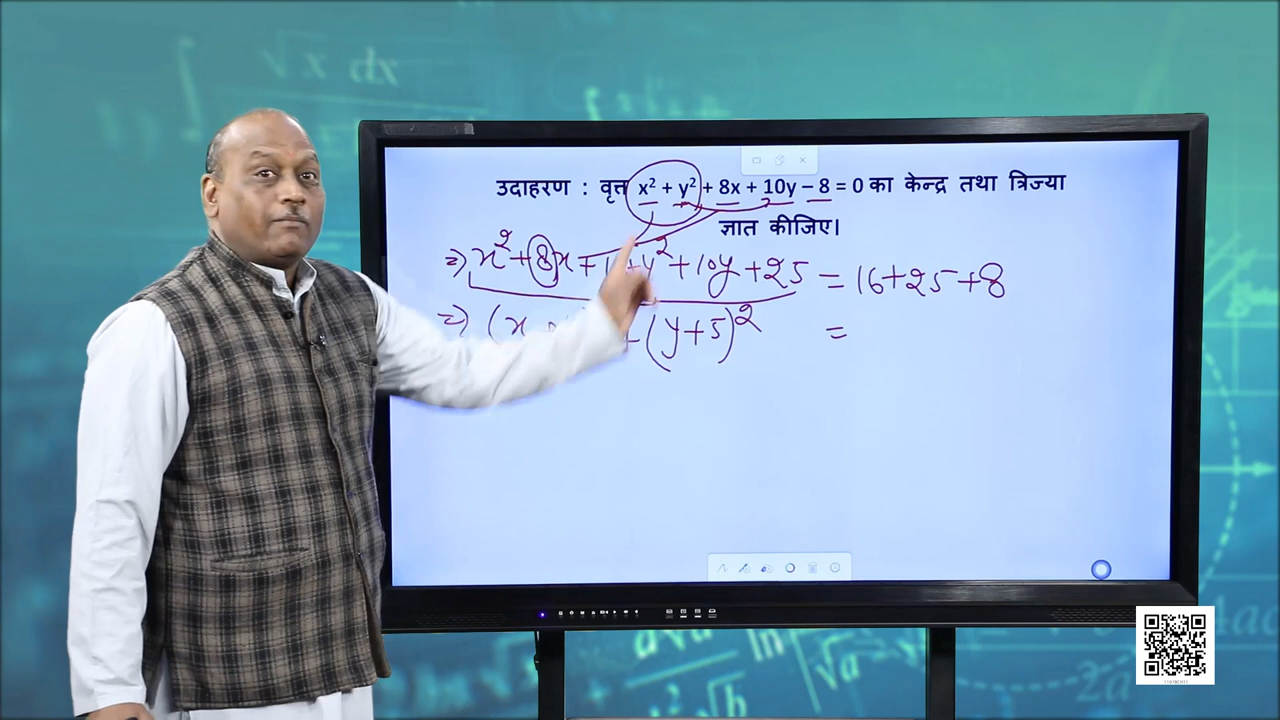 उदाहरण : वृत्त x² + y² + 8x + 10y – 8 = 0 का केन्द्र तथा त्रिज्या
ज्ञात कीजिए।
⇒ x² + 8x + 1 + y² + 10y + 25 = 16 + 25 + 8
⇒ (x + (y + 5)² =